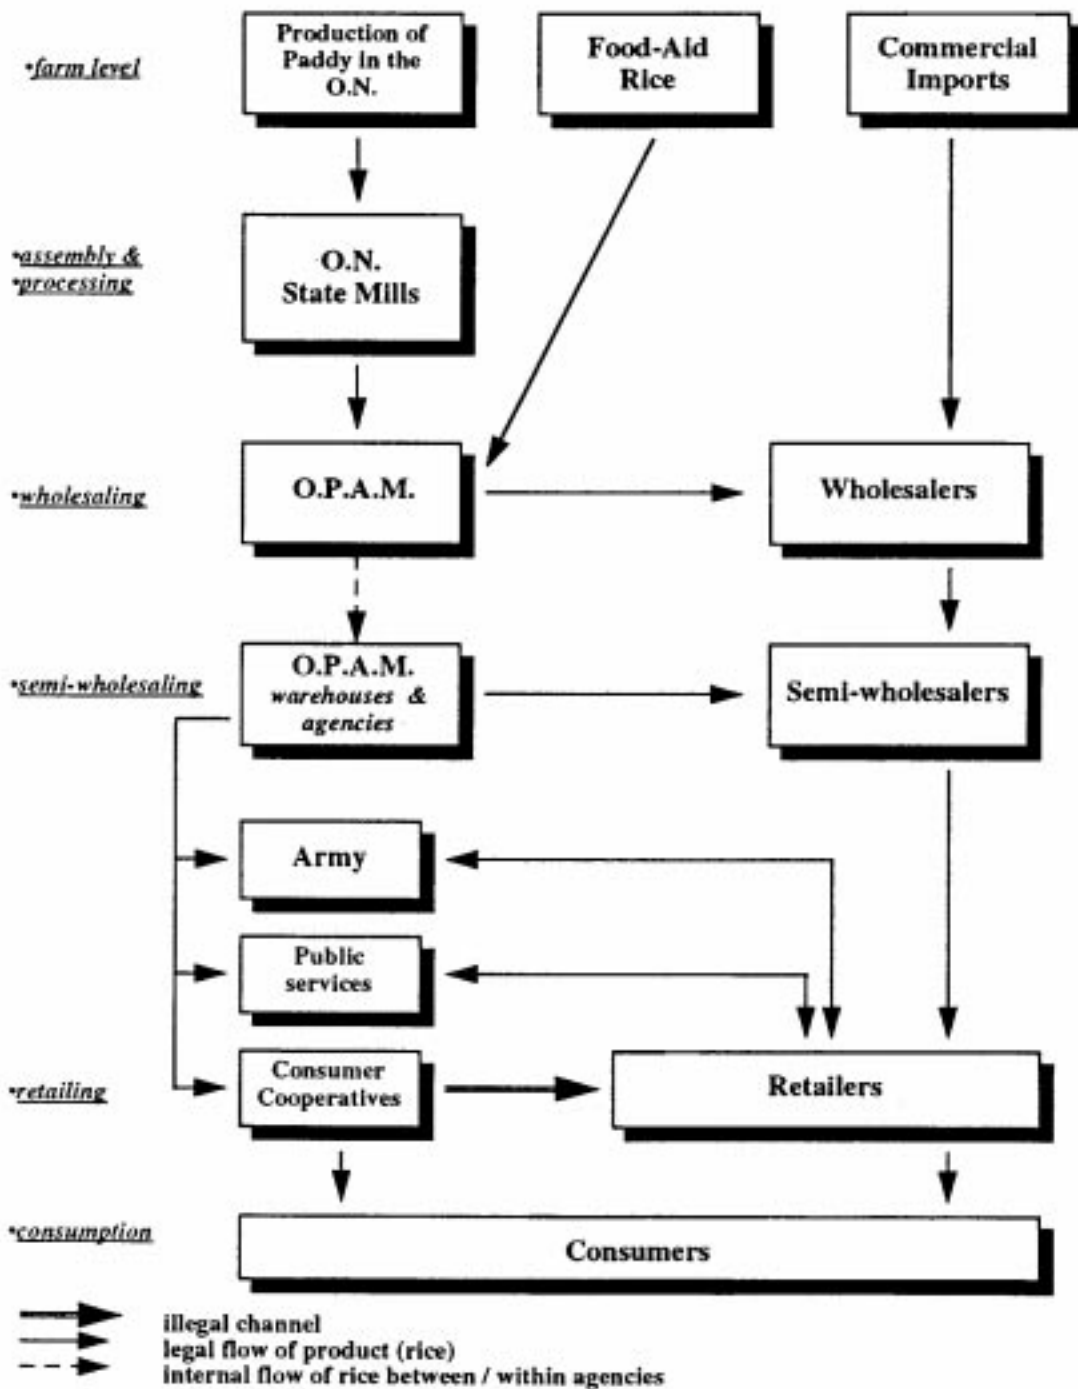 Production of
Paddy in the
O.N.
Food-Aid
Rice
Commercial
Imports
•farm level
•assembly &
•processing
O.N.
State Mills
•wholesaling
O.P.A.M.
Wholesalers
•semi-wholesaling
O.P.A.M.
warehouses &
agencies
Semi-wholesalers
Army
Public
services
•retailing
Consumer
Cooperatives
Retailers
•consumption
Consumers
illegal channel
legal flow of product (rice)
internal flow of rice between / within agencies